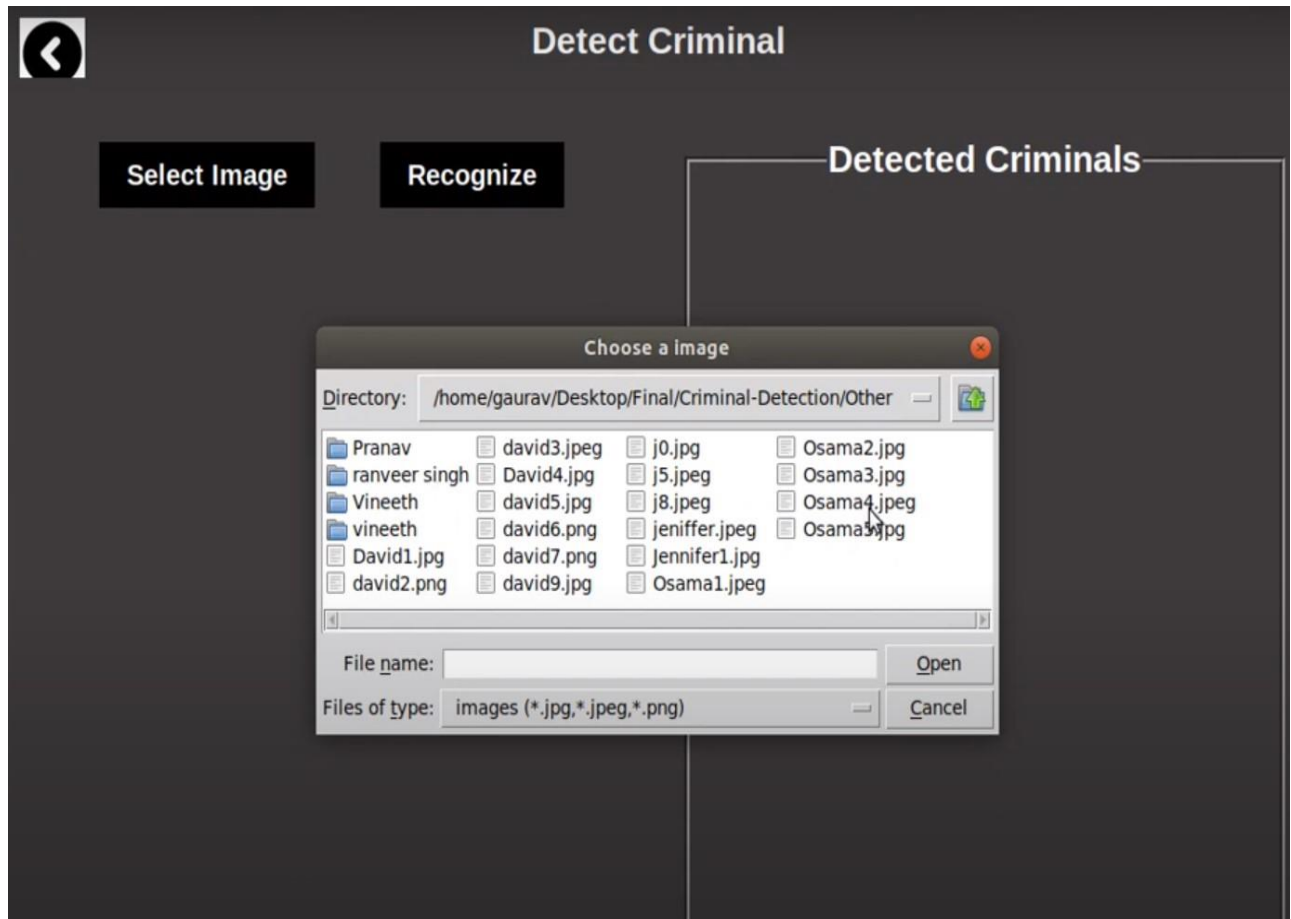 Detect Criminal
Select Image
Recognize
Detected Criminals
Choose a image
Directory: /home/gaurav/Desktop/Final/Criminal-Detection/Other
Pranav david3.jpeg j0.jpg Osama2.jpg
ranveer singh David4.jpg j5.jpeg Osama3.jpg
Vineeth david5.jpg j8.jpeg Osama4.jpeg
vineeth david6.png jeniffer.jpeg Osama5.jpg
David1.jpg david7.png Jennifer1.jpg
david2.png david9.jpg Osama1.jpeg
File name: Open
Files of type: images (*.jpg,*.jpeg,*.png) Cancel